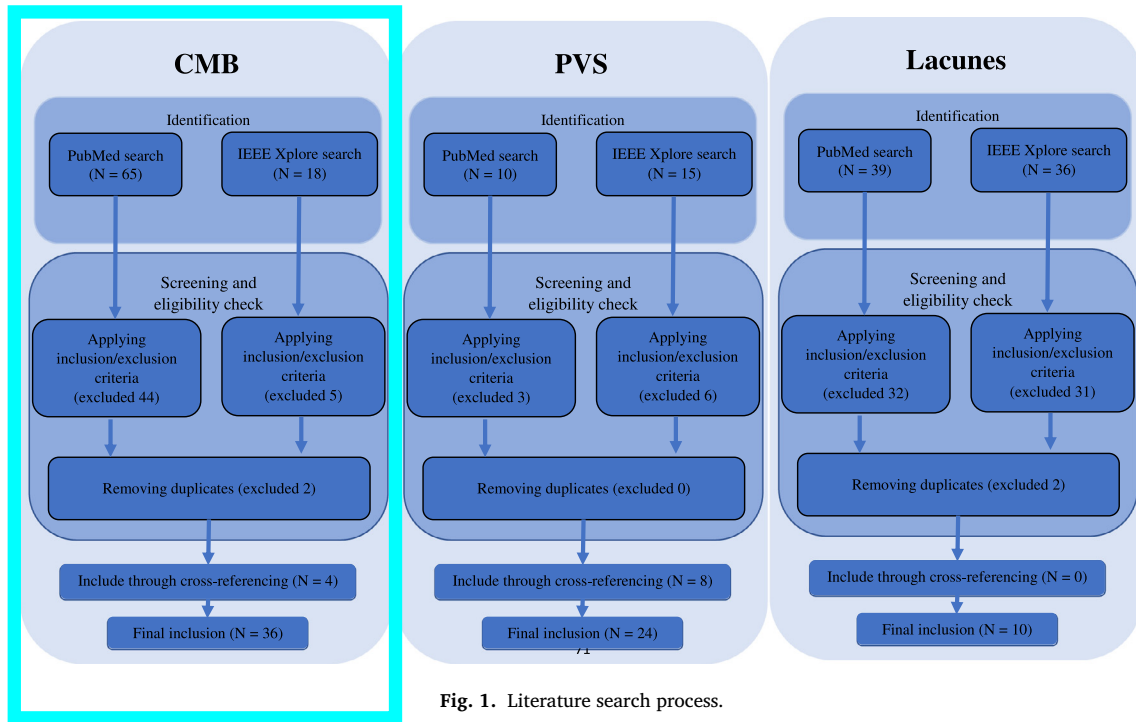 CMB
Identification
PubMed search
(N = 65)
IEEE Xplore search
(N = 18)
Screening and
eligibility check
Applying
inclusion/exclusion
criteria
(excluded 44)
Applying
inclusion/exclusion
criteria
(excluded 5)
Removing duplicates (excluded 2)
Include through cross-referencing (N = 4)
Final inclusion (N = 36)
PVS
Identification
PubMed search
(N = 10)
IEEE Xplore search
(N = 15)
Screening and
eligibility check
Applying
inclusion/exclusion
criteria
(excluded 3)
Applying
inclusion/exclusion
criteria
(excluded 6)
Removing duplicates (excluded 0)
Include through cross-referencing (N = 8)
Final inclusion (N = 24)
71
Lacunes
Identification
PubMed search
(N = 39)
IEEE Xplore search
(N = 36)
Screening and
eligibility check
Applying
inclusion/exclusion
criteria
(excluded 32)
Applying
inclusion/exclusion
criteria
(excluded 31)
Removing duplicates (excluded 2)
Include through cross-referencing (N = 0)
Final inclusion (N = 10)
Fig. 1. Literature search process.